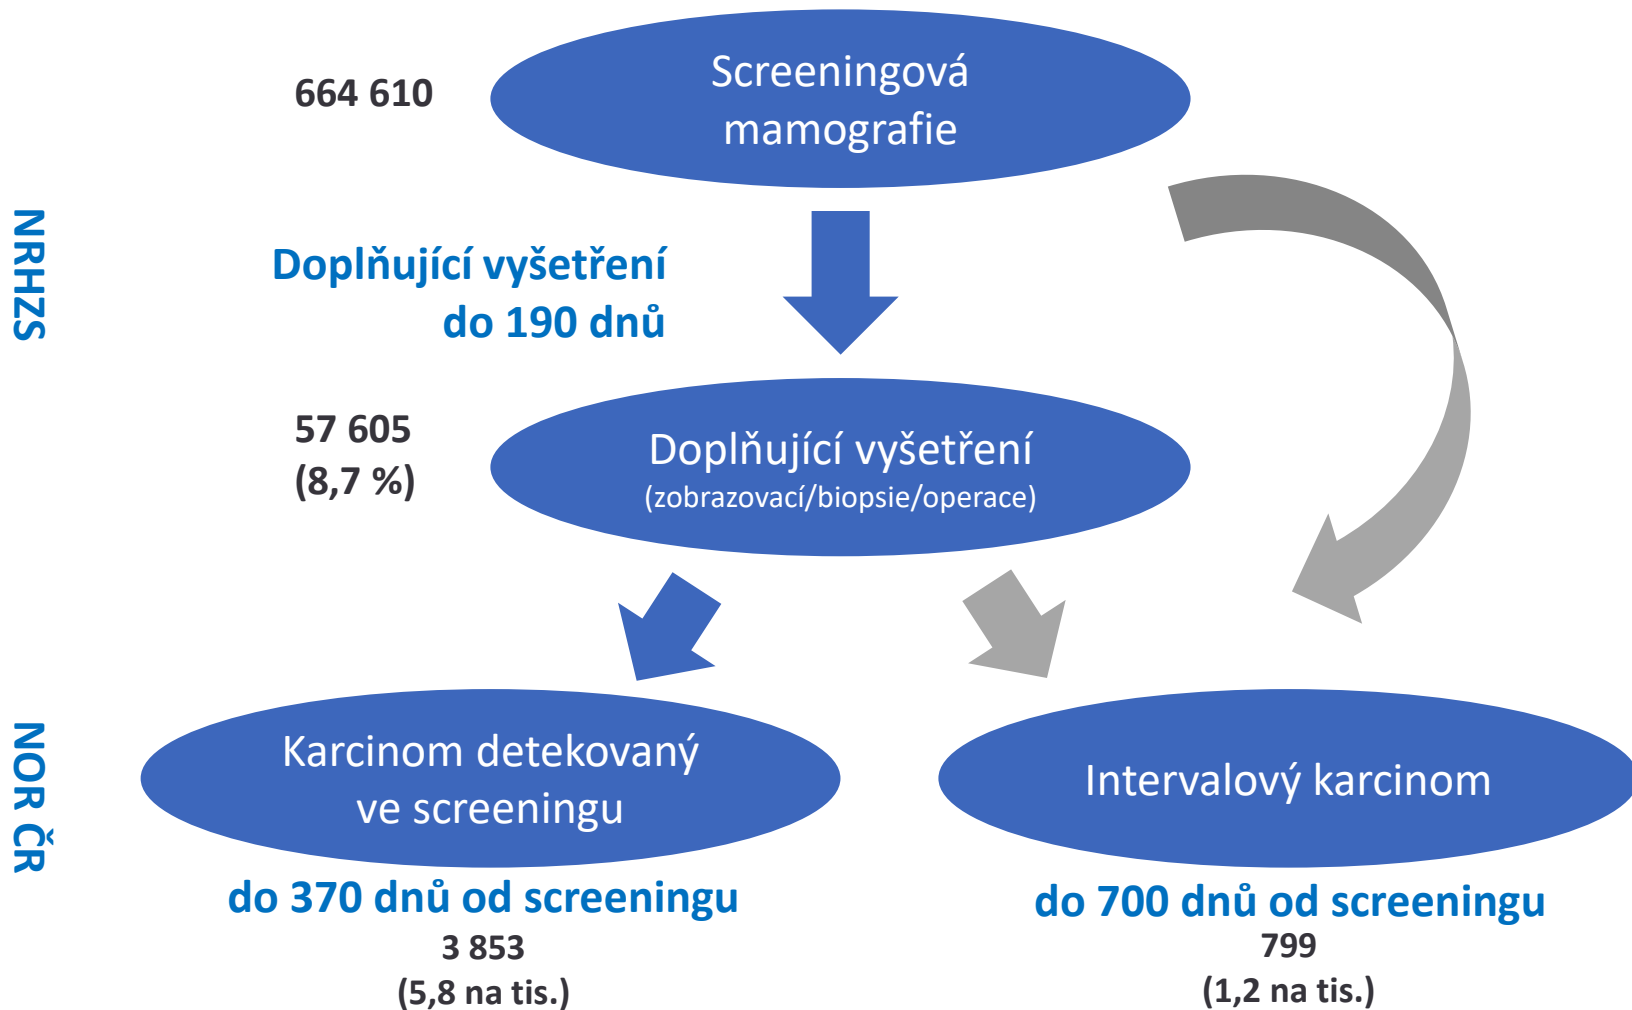 664 610
Screeningová
mamografie
NRHZS
Doplňující vyšetření
do 190 dnů
57 605
(8,7 %)
Doplňující vyšetření
(zobrazovací/biopsie/operace)
NOR ČR
Karcinom detekovaný
ve screeningu
Intervalový karcinom
do 370 dnů od screeningu
3 853
(5,8 na tis.)
do 700 dnů od screeningu
799
(1,2 na tis.)